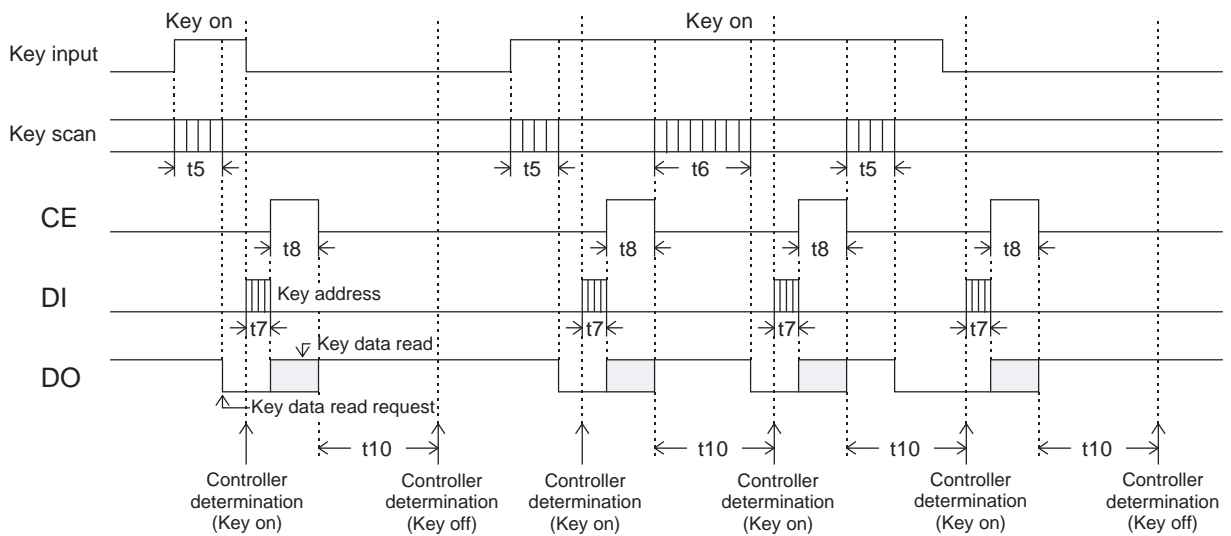 Key on Key on
Key input
Key scan
t5 t5 t6 t5
CE
t8 t8 t8 t8
DI
Key address
t7 t7 t7 t7
Key data read
DO
Key data read request
t10 t10 t10 t10
Controller determination (Key on)
Controller determination (Key off)
Controller determination (Key on)
Controller determination (Key on)
Controller determination (Key on)
Controller determination (Key off)